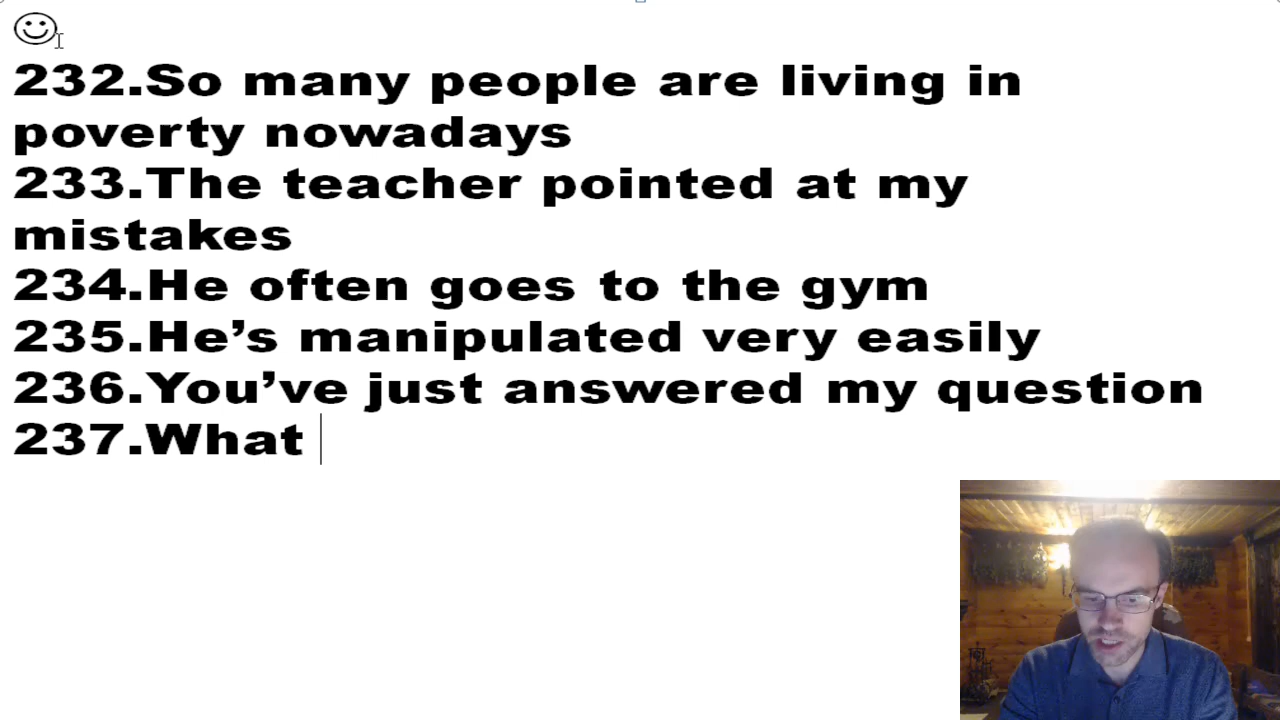 232.So many people are living in
poverty nowadays
233.The teacher pointed at my
mistakes
234.He often goes to the gym
235.He’s manipulated very easily
236.You’ve just answered my question
237.What